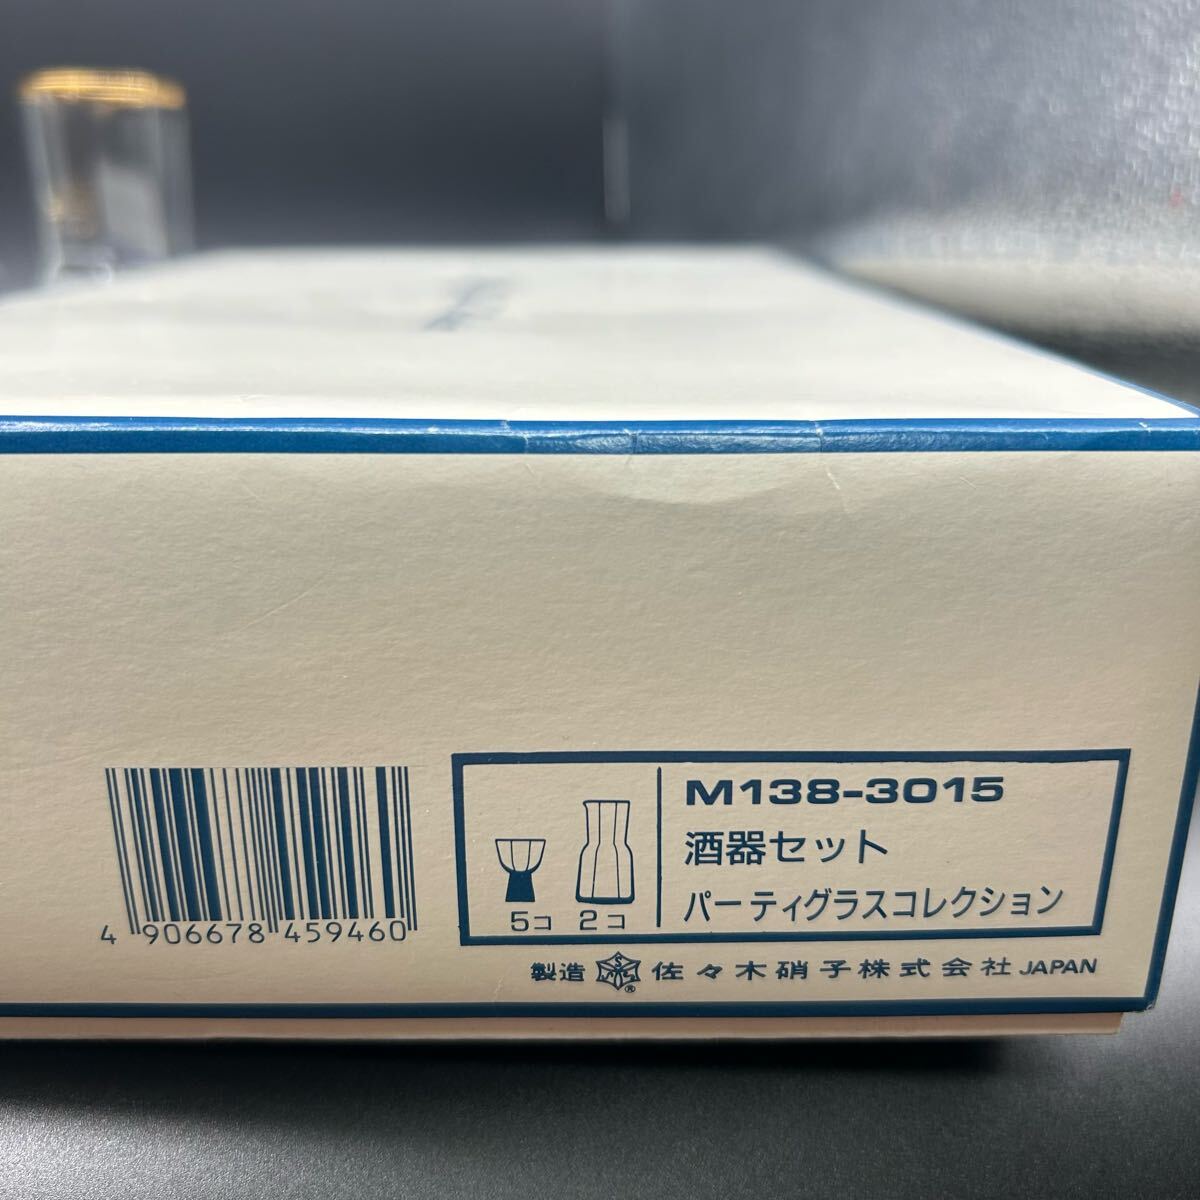 M138-3015
酒器セット
パーティグラスコレクション
5コ 2コ
4 906678 459460
製造 ® 佐々木硝子株式会社 JAPAN